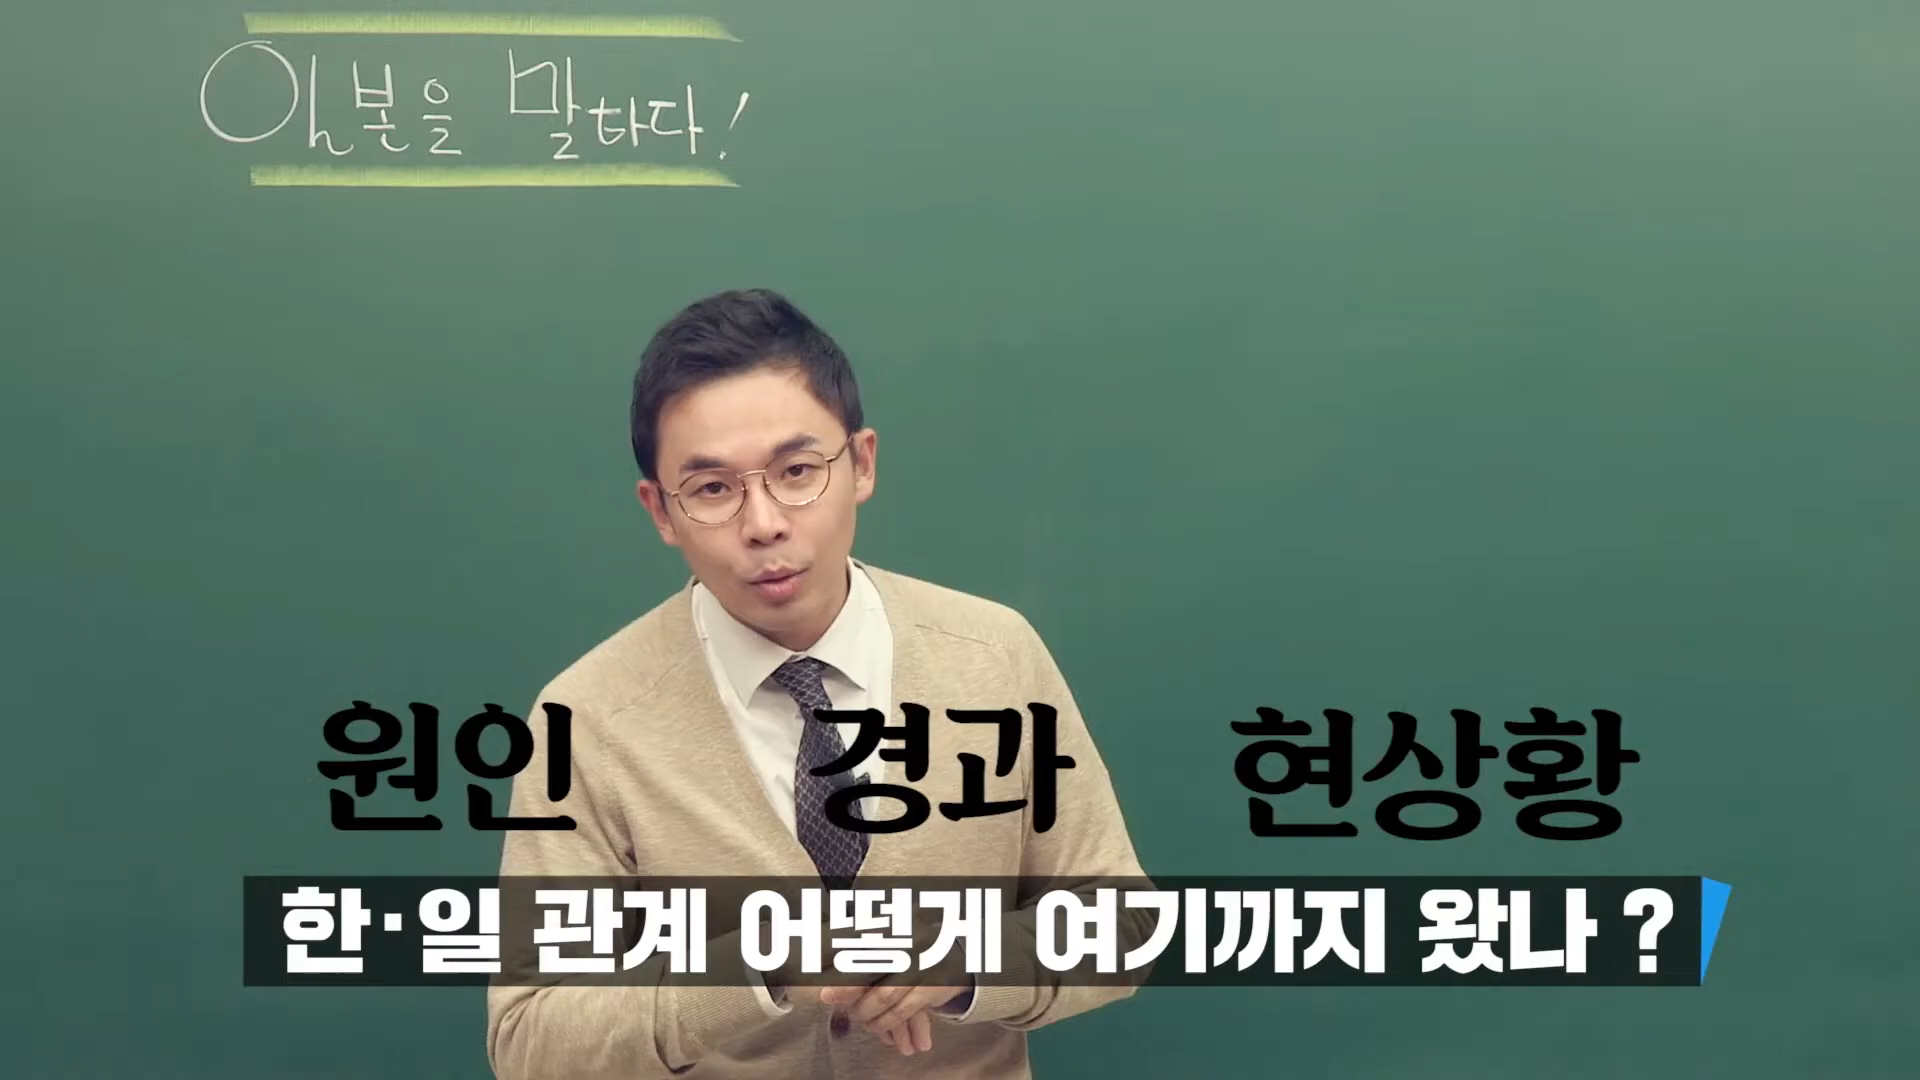 일본을 말하다!
원인 경과 현상황
한·일 관계 어떻게 여기까지 왔나?